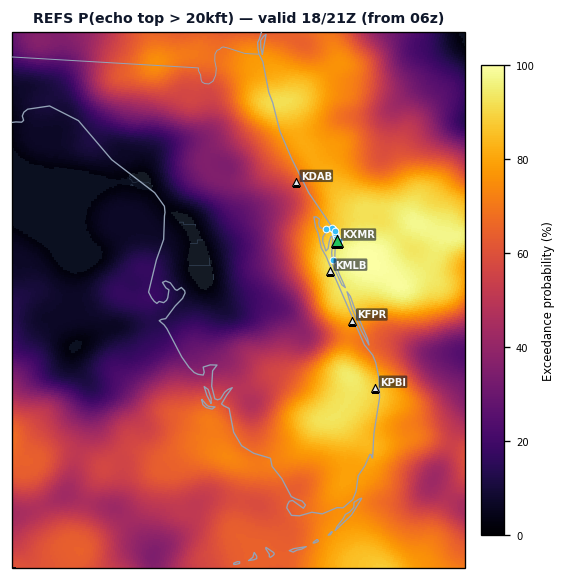 REFS P(echo top > 20kft) — valid 18/21Z (from 06z)
KDAB
KXMR
KMLB
KFPR
KPBI
100
80
60
40
20
0
Exceedance probability (%)